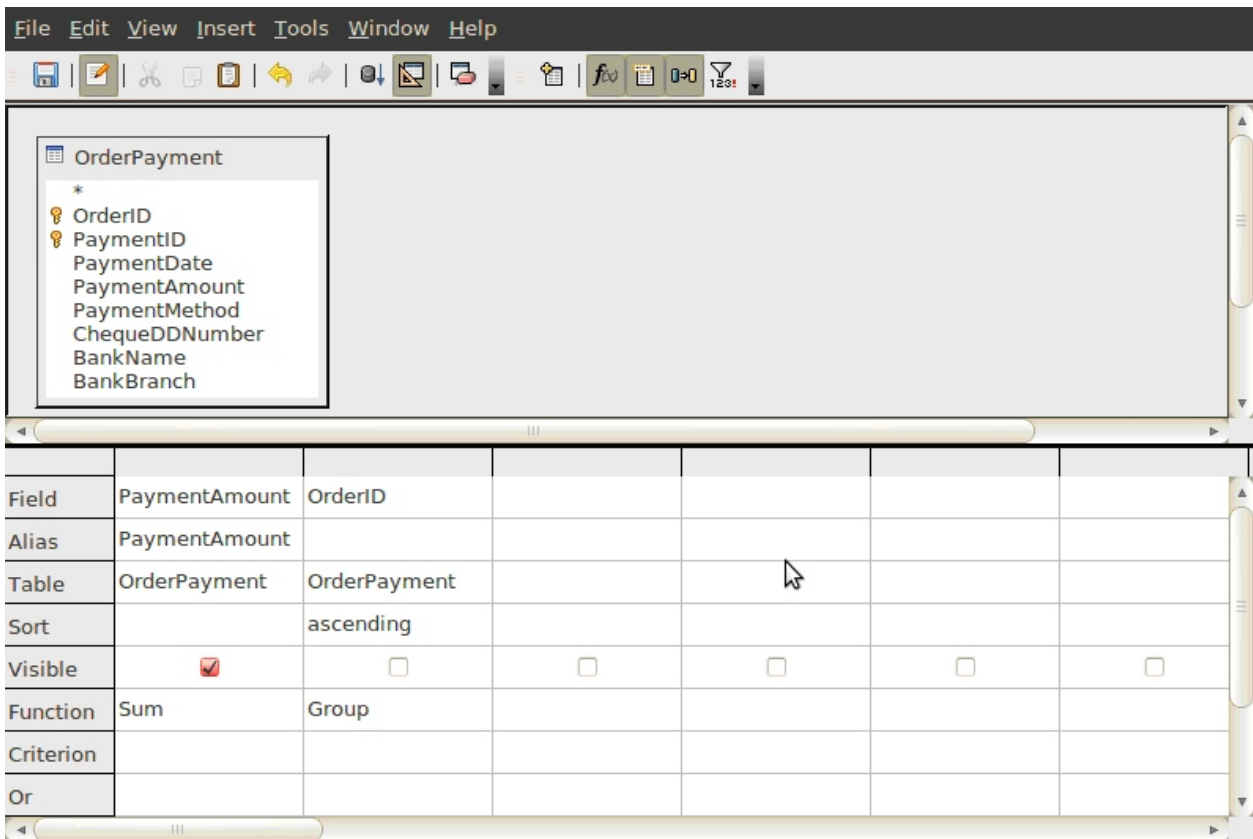 File Edit View Insert Tools Window Help
f(x) 123!
OrderPayment
*
OrderID
PaymentID
PaymentDate
PaymentAmount
PaymentMethod
ChequeDDNumber
BankName
BankBranch
Field PaymentAmount OrderID
Alias PaymentAmount
Table OrderPayment OrderPayment
Sort ascending
Visible
Function Sum Group
Criterion
Or